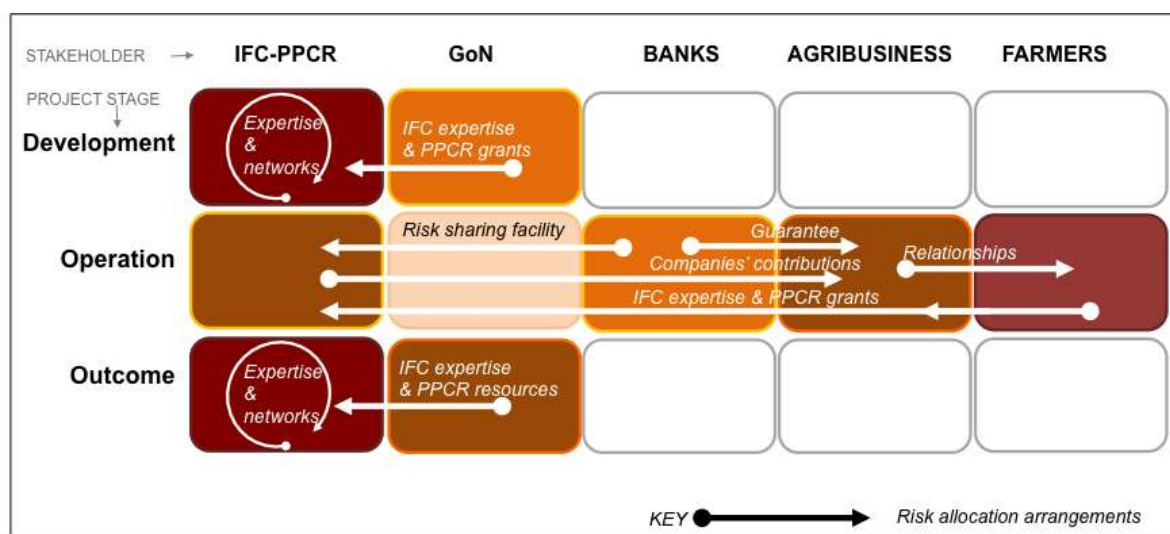 STAKEHOLDER
IFC-PPCR
GoN
BANKS
AGRIBUSINESS
FARMERS
PROJECT STAGE
Development
Expertise
&
networks
IFC expertise
& PPCR grants
Operation
Risk sharing facility
Guarantee
Companies' contributions
Relationships
IFC expertise & PPCR grants
Outcome
Expertise
&
networks
IFC expertise
& PPCR resources
KEY
Risk allocation arrangements